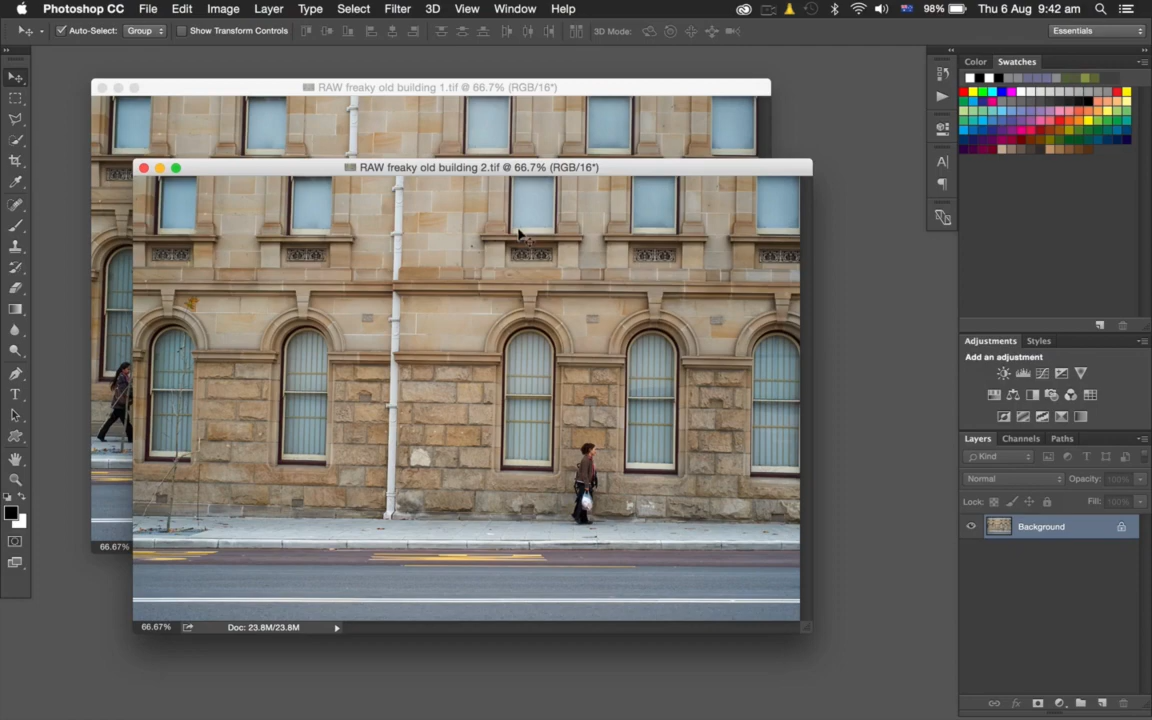 Photoshop CC File Edit Image Layer Type Select Filter 3D View Window Help 98% Thu 6 Aug 9:42 am
Auto-Select: Group Show Transform Controls 3D Mode: Essentials
Color Swatches
RAW freaky old building 1.tif @ 66.7% (RGB/16*)
RAW freaky old building 2.tif @ 66.7% (RGB/16*)
A
T
Adjustments Styles
Add an adjustment
Layers Channels Paths
Kind T
Normal Opacity: 100%
Lock: Fill: 100%
Background
66.67%
66.67% Doc: 23.8M/23.8M
fx